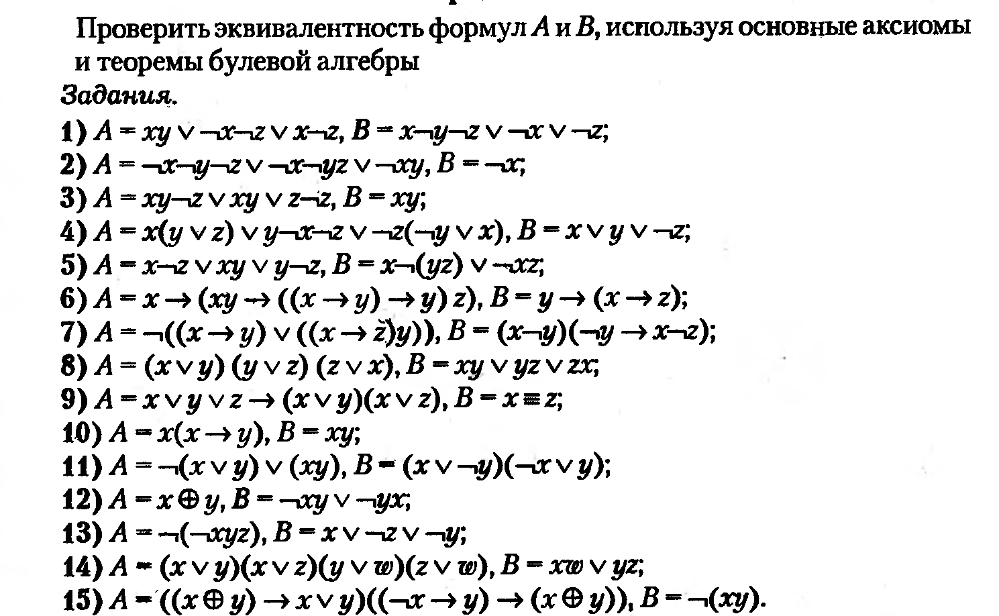 Проверить эквивалентность формул A и B, используя основные аксиомы
и теоремы булевой алгебры
Задания.
1) A = xy ∨ ¬x¬z ∨ x¬z, B = x¬y¬z ∨ ¬x ∨ ¬z;
2) A = ¬x¬y¬z ∨ ¬x¬yz ∨ ¬xy, B = ¬x;
3) A = xy¬z ∨ xy ∨ z¬z, B = xy;
4) A = x(y ∨ z) ∨ y¬x¬z ∨ ¬z(¬y ∨ x), B = x ∨ y ∨ ¬z;
5) A = x¬z ∨ xy ∨ y¬z, B = x¬(yz) ∨ ¬xz;
6) A = x → (xy → ((x → y) → y) z), B = y → (x → z);
7) A = ¬((x → y) ∨ ((x → z)y)), B = (x¬y)(¬y → x¬z);
8) A = (x ∨ y) (y ∨ z) (z ∨ x), B = xy ∨ yz ∨ zx;
9) A = x ∨ y ∨ z → (x ∨ y)(x ∨ z), B = x ≡ z;
10) A = x(x → y), B = xy;
11) A = ¬(x ∨ y) ∨ (xy), B = (x ∨ ¬y)(¬x ∨ y);
12) A = x ⊕ y, B = ¬xy ∨ ¬yx;
13) A = ¬(¬xyz), B = x ∨ ¬z ∨ ¬y;
14) A = (x ∨ y)(x ∨ z)(y ∨ w)(z ∨ w), B = xw ∨ yz;
15) A = ((x ⊕ y) → x ∨ y)((¬x → y) → (x ⊕ y)), B = ¬(xy).